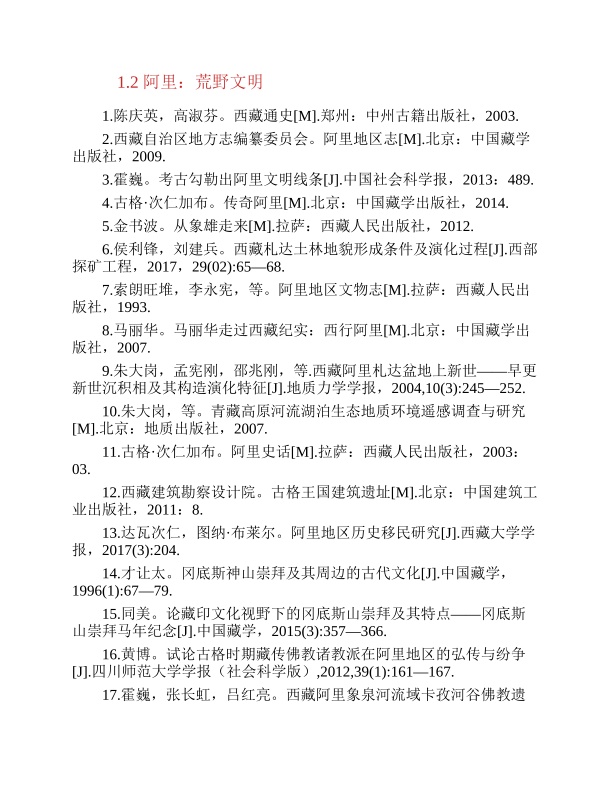 1.2 阿里：荒野文明
1.陈庆英，高淑芬。西藏通史[M].郑州：中州古籍出版社，2003.
2.西藏自治区地方志编纂委员会。阿里地区志[M].北京：中国藏学
出版社，2009.
3.霍巍。考古勾勒出阿里文明线条[J].中国社会科学报，2013：489.
4.古格·次仁加布。传奇阿里[M].北京：中国藏学出版社，2014.
5.金书波。从象雄走来[M].拉萨：西藏人民出版社，2012.
6.侯利锋，刘建兵。西藏札达土林地貌形成条件及演化过程[J].西部
探矿工程，2017，29(02):65—68.
7.索朗旺堆，李永宪，等。阿里地区文物志[M].拉萨：西藏人民出
版社，1993.
8.马丽华。马丽华走过西藏纪实：西行阿里[M].北京：中国藏学出
版社，2007.
9.朱大岗，孟宪刚，邵兆刚，等.西藏阿里札达盆地上新世——早更
新世沉积相及其构造演化特征[J].地质力学学报，2004,10(3):245—252.
10.朱大岗，等。青藏高原河流湖泊生态地质环境遥感调查与研究
[M].北京：地质出版社，2007.
11.古格·次仁加布。阿里史话[M].拉萨：西藏人民出版社，2003：
03.
12.西藏建筑勘察设计院。古格王国建筑遗址[M].北京：中国建筑工
业出版社，2011：8.
13.达瓦次仁，图纳·布莱尔。阿里地区历史移民研究[J].西藏大学学
报，2017(3):204.
14.才让太。冈底斯神山崇拜及其周边的古代文化[J].中国藏学，
1996(1):67—79.
15.同美。论藏印文化视野下的冈底斯山崇拜及其特点——冈底斯
山崇拜马年纪念[J].中国藏学，2015(3):357—366.
16.黄博。试论古格时期藏传佛教诸教派在阿里地区的弘传与纷争
[J].四川师范大学学报（社会科学版）,2012,39(1):161—167.
17.霍巍，张长虹，吕红亮。西藏阿里象泉河流域卡孜河谷佛教遗